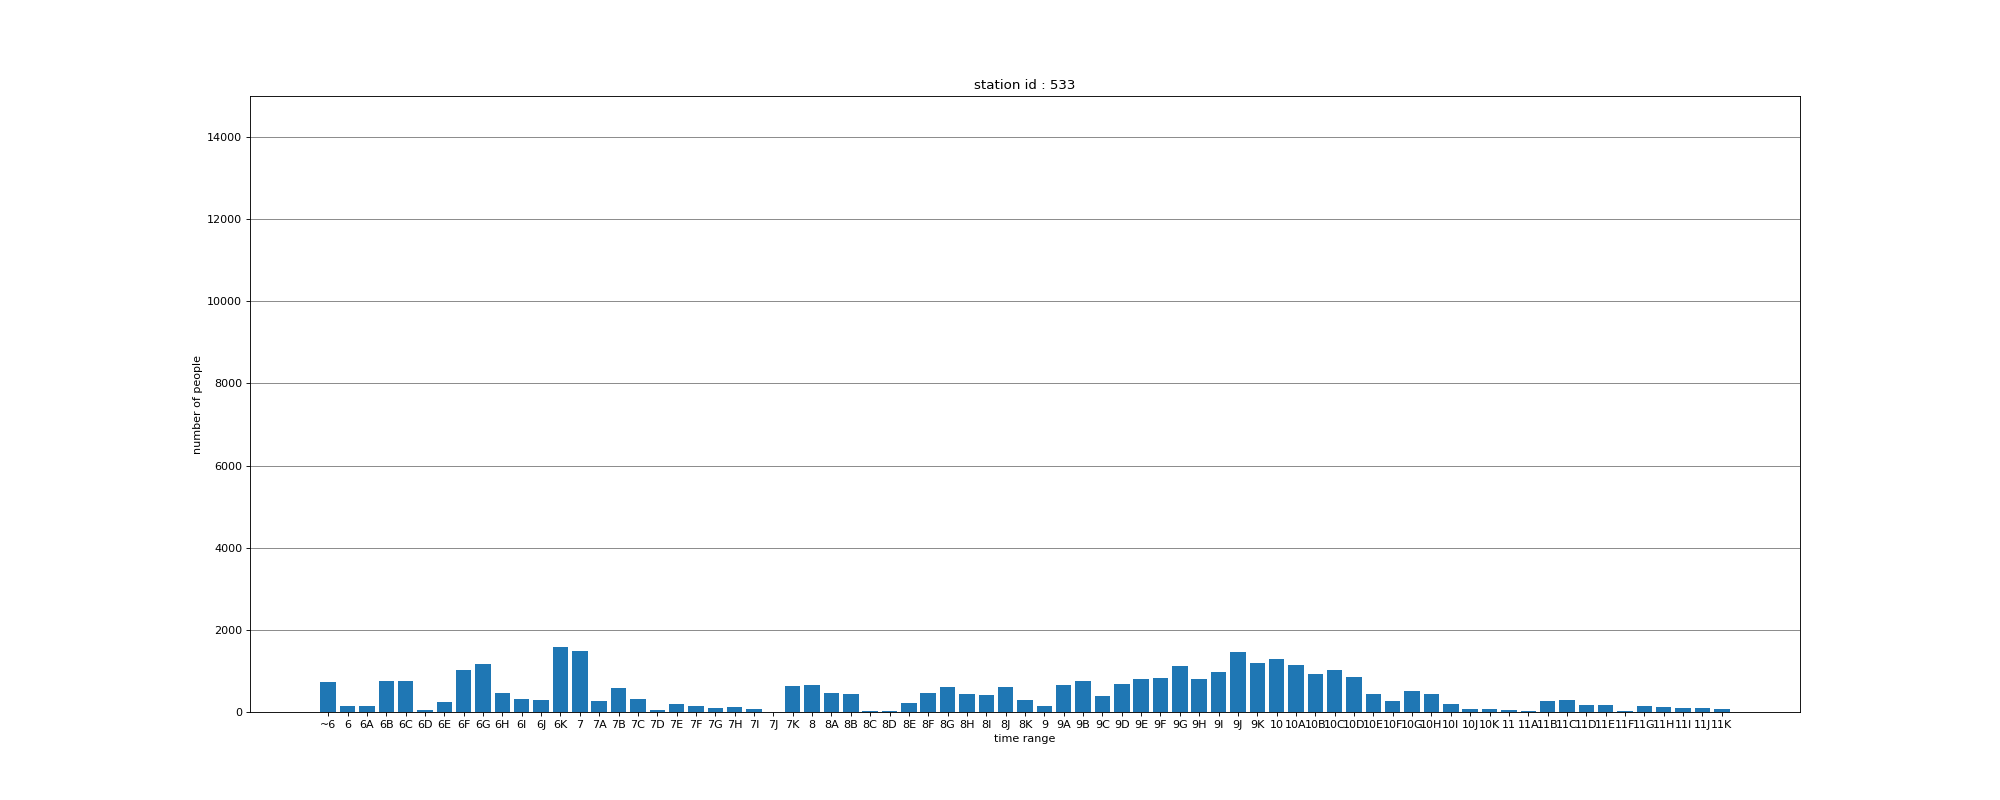 station id : 533
14000
12000
10000
8000
6000
4000
2000
0
number of people
~6 6 6A 6B 6C 6D 6E 6F 6G 6H 6I 6J 6K 7 7A 7B 7C 7D 7E 7F 7G 7H 7I 7J 7K 8 8A 8B 8C 8D 8E 8F 8G 8H 8I 8J 8K 9 9A 9B 9C 9D 9E 9F 9G 9H 9I 9J 9K 10 10A 10B 10C 10D 10E 10F 10G 10H 10I 10J 10K 11 11A 11B 11C 11D 11E 11F 11G 11H 11I 11J 11K
time range